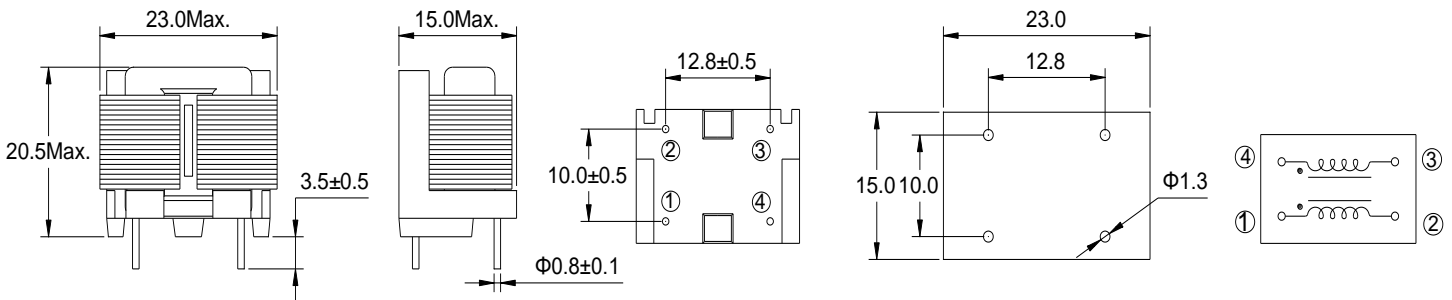 23.0Max.
20.5Max.
3.5±0.5
15.0Max.
Φ0.8±0.1
12.8±0.5
10.0±0.5
② ③
① ④
23.0
12.8
15.0
10.0
Φ1.3
④ ③
① ②